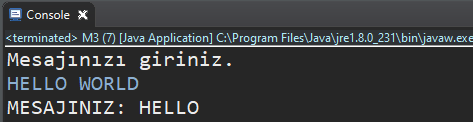 Console
<terminated> M3 (7) [Java Application] C:\Program Files\Java\jre1.8.0_231\bin\javaw.exe
Mesajınızı giriniz.
HELLO WORLD
MESAJINIZ: HELLO